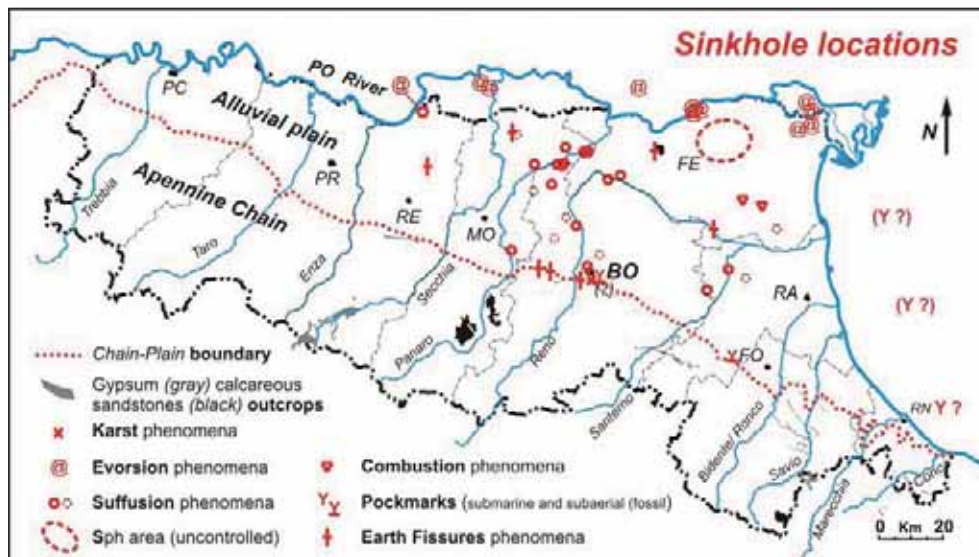 Sinkhole locations
PO River
PC
Alluvial plain
N
FE
PR
Apennine Chain
Trebbia
RE
(Y ?)
MO
Taro
Enza
Secchia
BO
(?)
RA
(Y ?)
Panaro
Reno
Y FO
Chain-Plain boundary
Gypsum (gray) calcareous
sandstones (black) outcrops
Santerno
Bidente/Ronco
RN Y ?
Karst phenomena
Savio
Conca
Marecchia
@ Evorsion phenomena
Combustion phenomena
Suffusion phenomena
Pockmarks (submarine and subaerial (fossil)
Sph area (uncontrolled)
Earth Fissures phenomena
0 Km 20